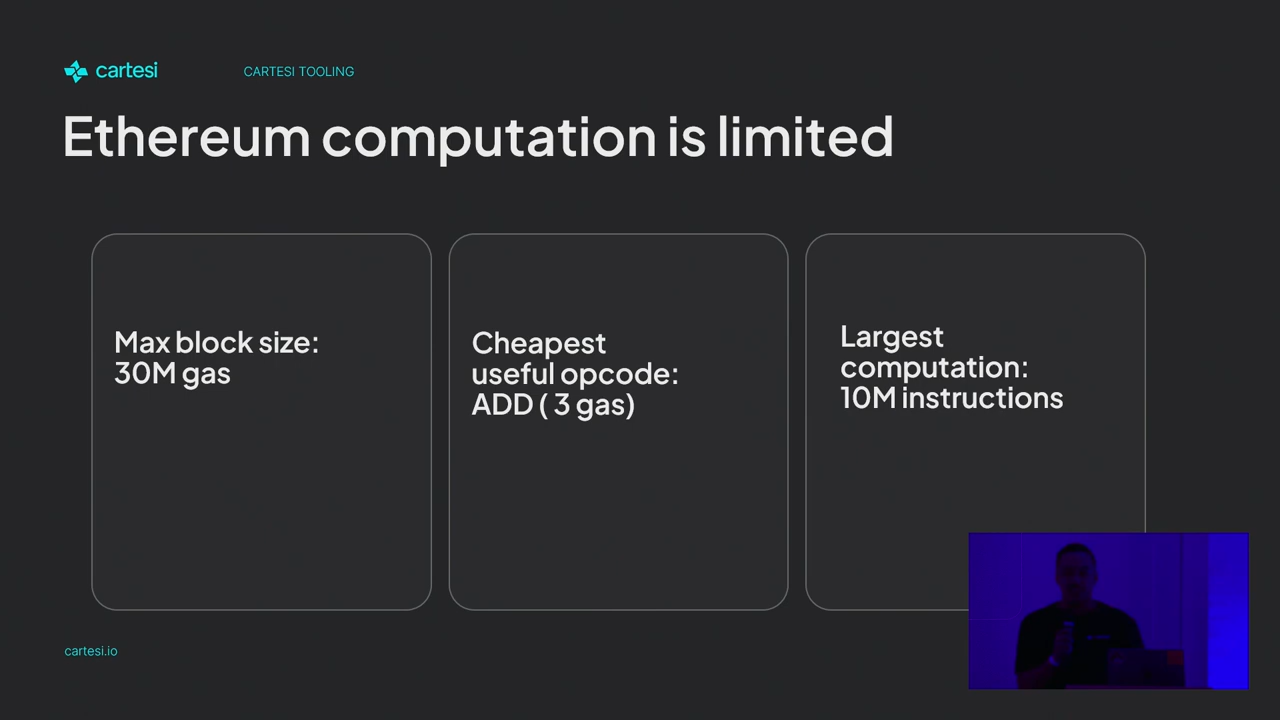 cartesi
CARTESI TOOLING
Ethereum computation is limited
Max block size:
30M gas
Cheapest
useful opcode:
ADD ( 3 gas)
Largest
computation:
10M instructions
cartesi.io